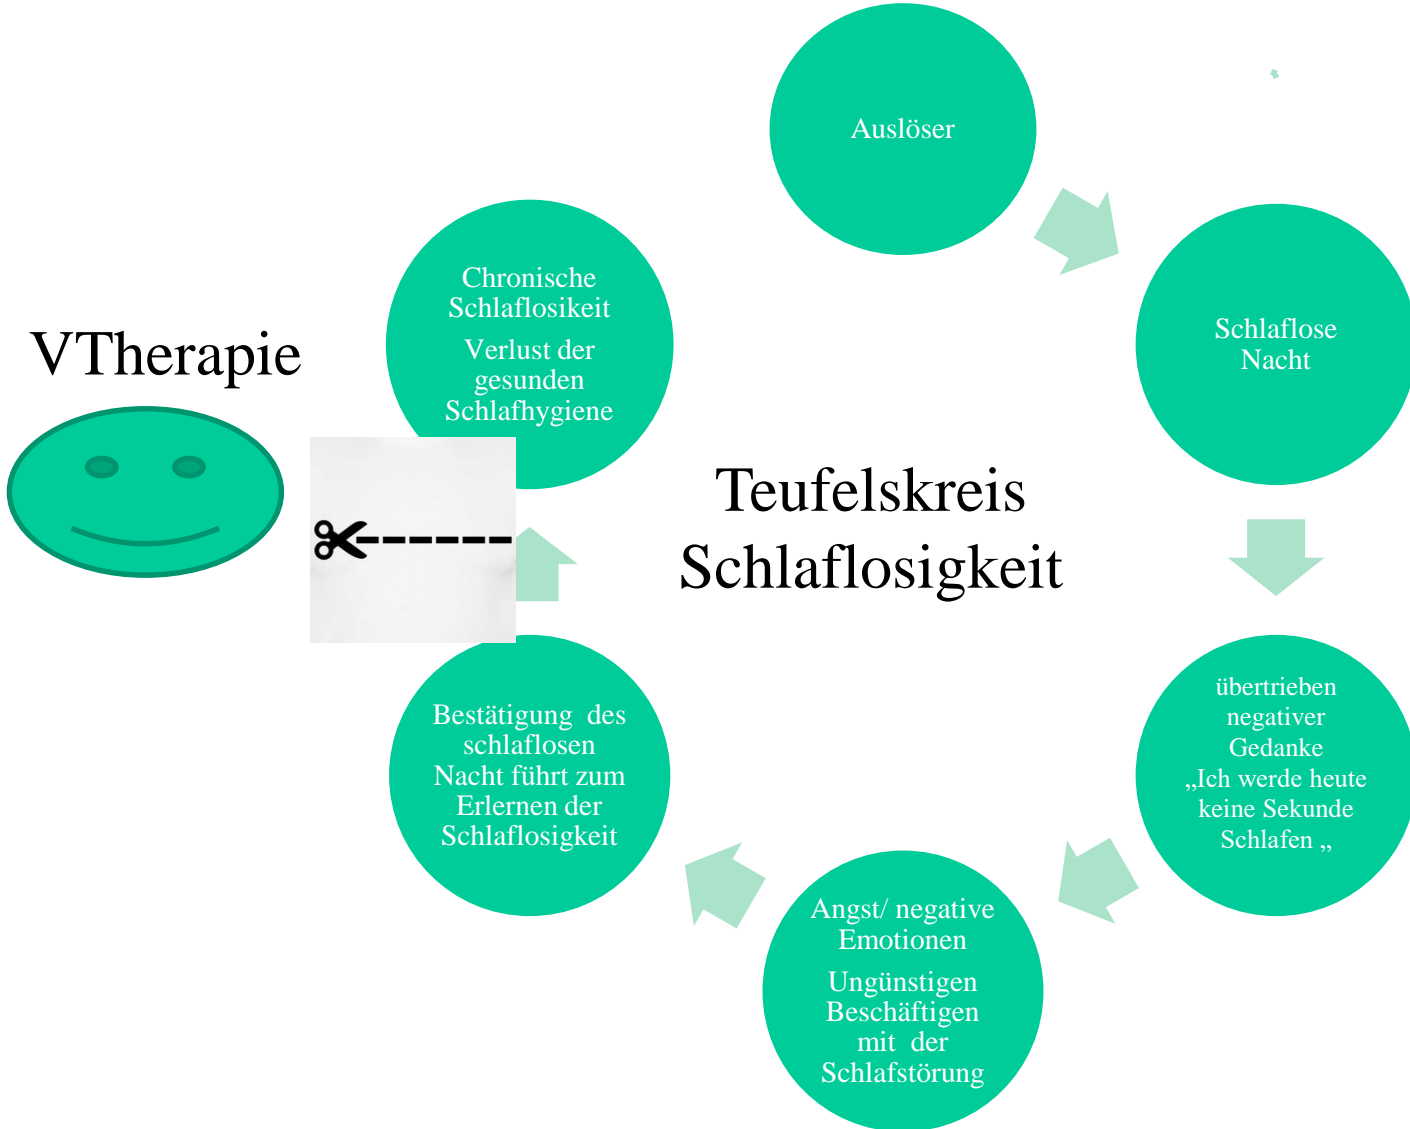 Auslöser
Schlaflose
Nacht
übertrieben
negativer
Gedanke
„Ich werde heute
keine Sekunde
Schlafen „
Angst/ negative
Emotionen
Ungünstigen
Beschäftigen
mit der
Schlafstörung
Bestätigung des
schlaflosen
Nacht führt zum
Erlernen der
Schlaflosigkeit
Chronische
Schlaflosikeit
Verlust der
gesunden
Schlafhygiene
VTherapie
Teufelskreis
Schlaflosigkeit